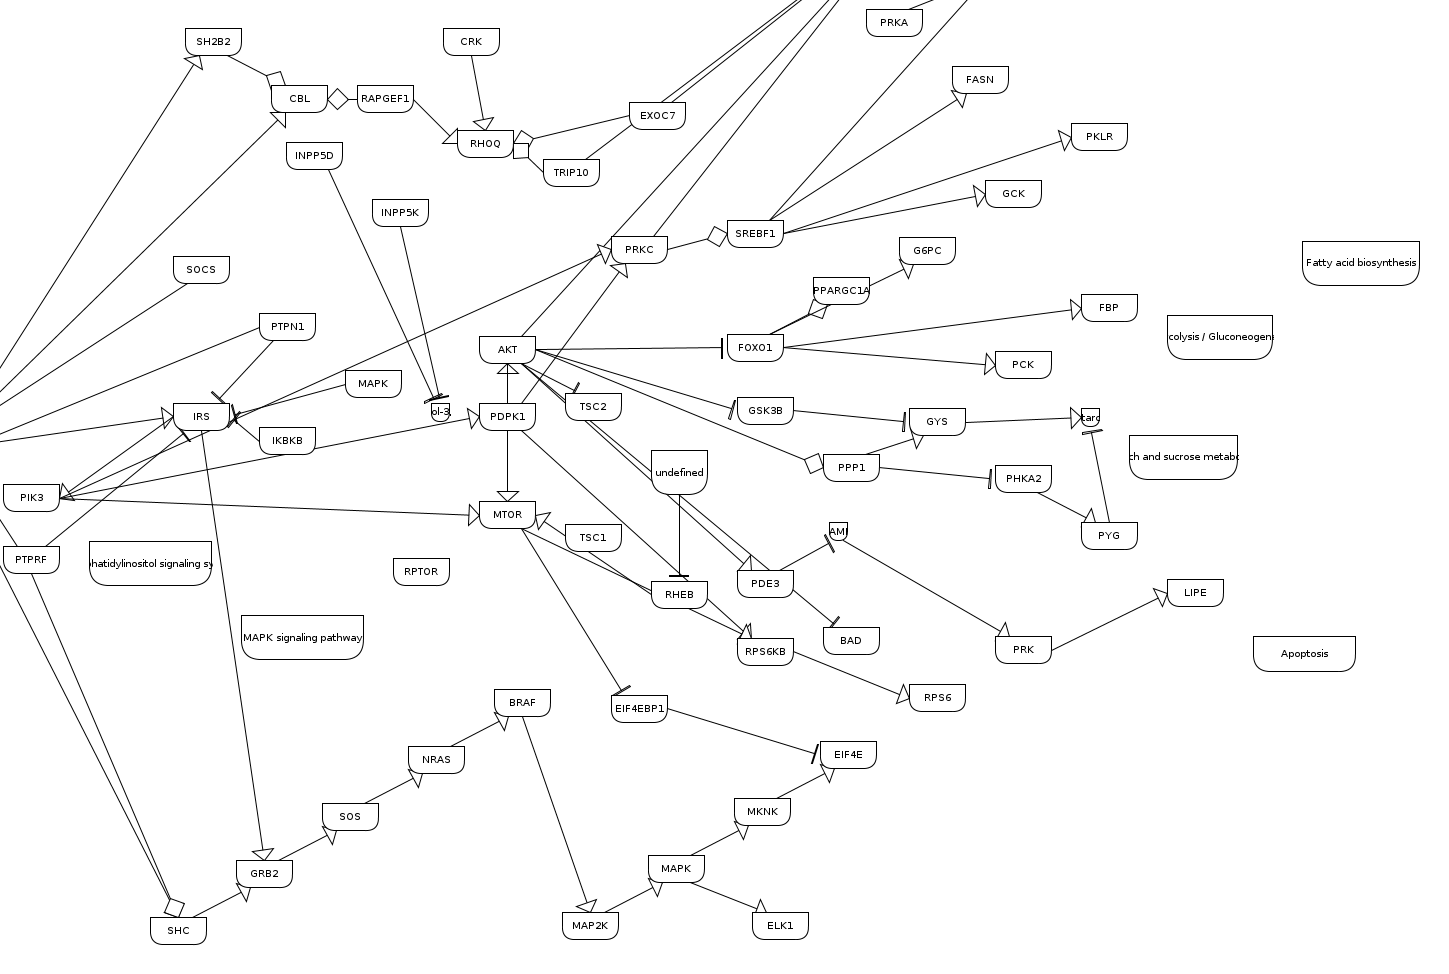 PRKA
SH2B2
CRK
FASN
CBL
RAPGEF1
EXOC7
PKLR
RHOQ
INPP5D
TRIP10
GCK
INPP5K
SREBF1
PRKC
G6PC
SOCS
Fatty acid biosynthesis
PPARGC1A
FBP
PTPN1
colysis / Gluconeogene
AKT
FOXO1
PCK
MAPK
TSC2
GSK3B
IRS
PDPK1
ol-3,
GYS
tarc
IKBKB
ch and sucrose metabo
PPP1
undefined
PHKA2
PIK3
MTOR
AMP
TSC1
PYG
PTPRF
hatidylinositol signaling sy
RPTOR
PDE3
RHEB
LIPE
MAPK signaling pathway
BAD
PRK
RPS6KB
Apoptosis
RPS6
BRAF
EIF4EBP1
NRAS
EIF4E
SOS
MKNK
GRB2
MAPK
SHC
MAP2K
ELK1